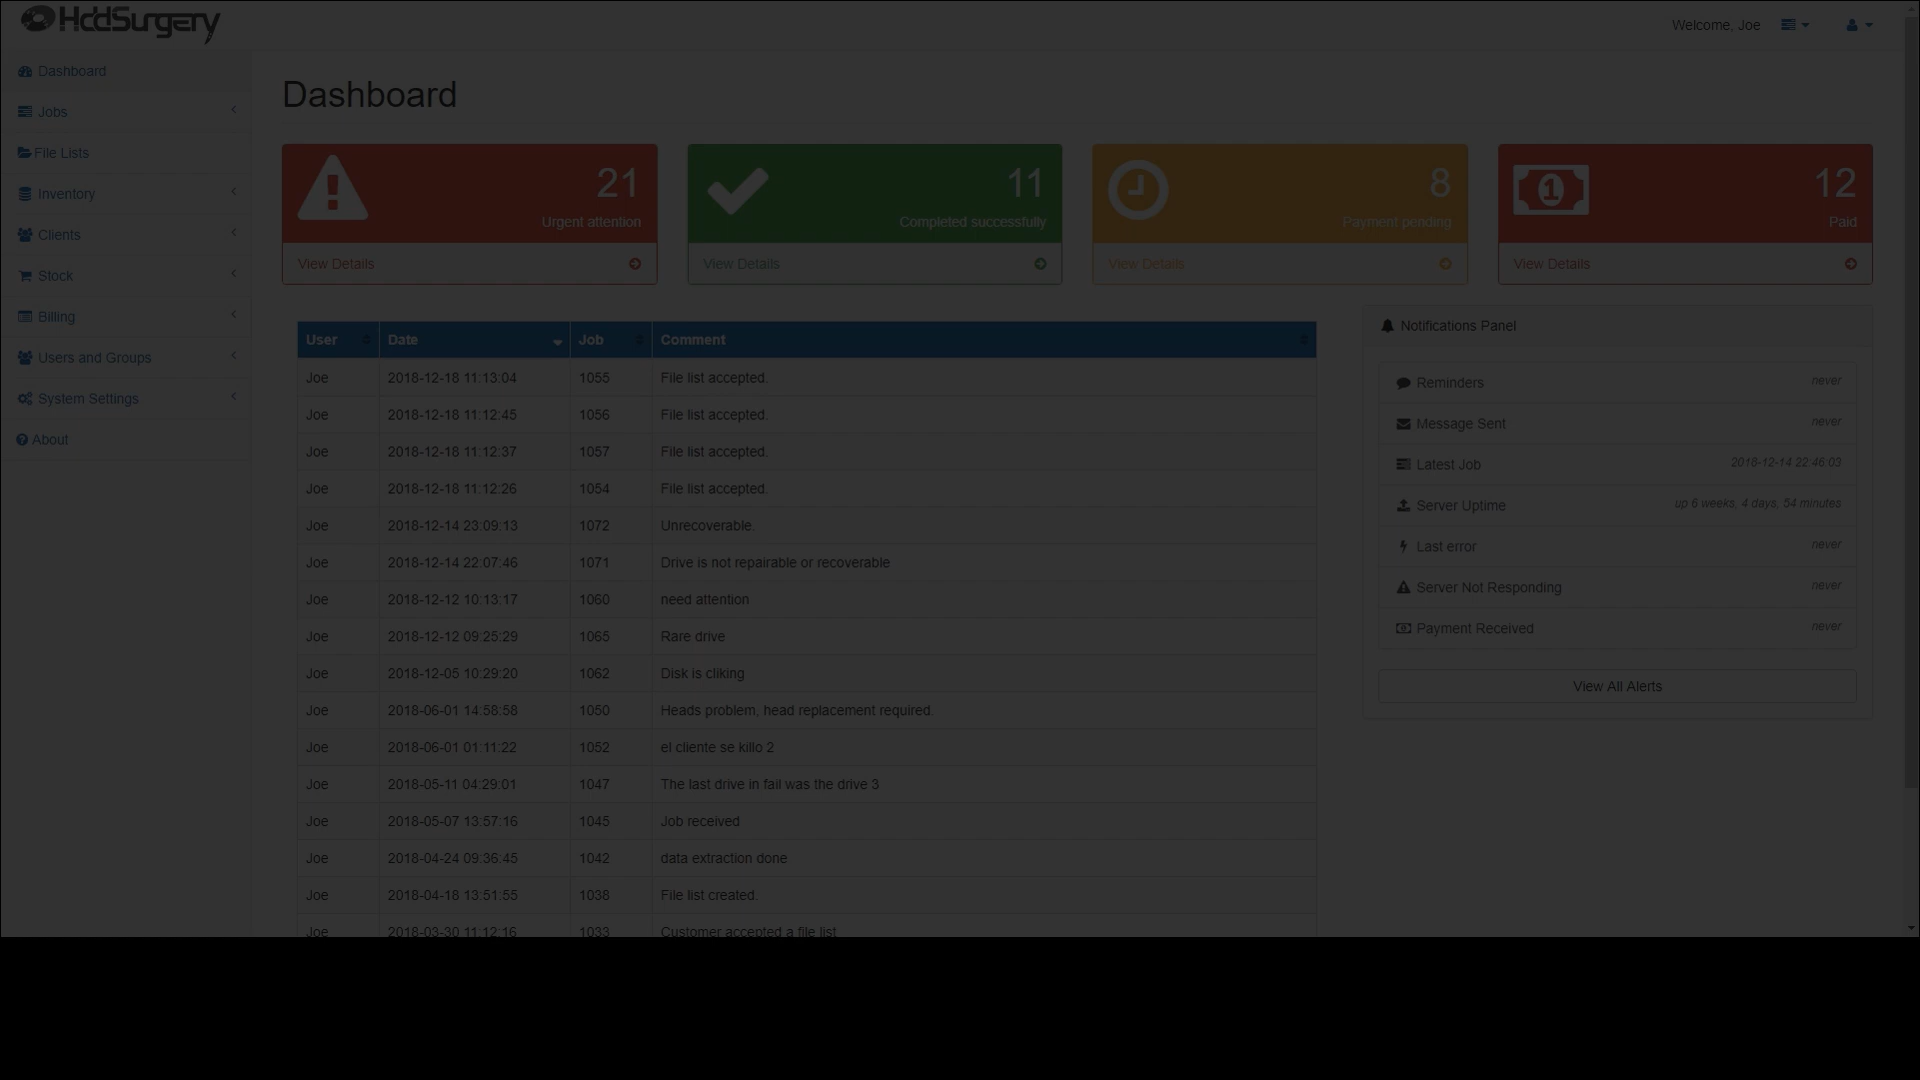 HddSurgery
Welcome, Joe
Dashboard
Jobs
File Lists
Inventory
Clients
Stock
Billing
Users and Groups
System Settings
About
Dashboard
21
Urgent attention
View Details
11
Completed successfully
View Details
8
Payment pending
View Details
1
12
Paid
View Details
User Date Job Comment
Joe 2018-12-18 11:13:04 1055 File list accepted.
Joe 2018-12-18 11:12:45 1056 File list accepted.
Joe 2018-12-18 11:12:37 1057 File list accepted.
Joe 2018-12-18 11:12:26 1054 File list accepted.
Joe 2018-12-14 23:09:13 1072 Unrecoverable.
Joe 2018-12-14 22:07:46 1071 Drive is not repairable or recoverable
Joe 2018-12-12 10:13:17 1060 need attention
Joe 2018-12-12 09:25:29 1065 Rare drive
Joe 2018-12-05 10:29:20 1062 Disk is cliking
Joe 2018-06-01 14:58:58 1050 Heads problem, head replacement required.
Joe 2018-06-01 01:11:22 1052 el cliente se killo 2
Joe 2018-05-11 04:29:01 1047 The last drive in fail was the drive 3
Joe 2018-05-07 13:57:16 1045 Job received
Joe 2018-04-24 09:36:45 1042 data extraction done
Joe 2018-04-18 13:51:55 1038 File list created.
Joe 2018-03-30 11:12:16 1033 Customer accepted a file list
Notifications Panel
Reminders never
Message Sent never
Latest Job 2018-12-14 22:46:03
Server Uptime up 6 weeks, 4 days, 54 minutes
Last error never
Server Not Responding never
Payment Received never
View All Alerts